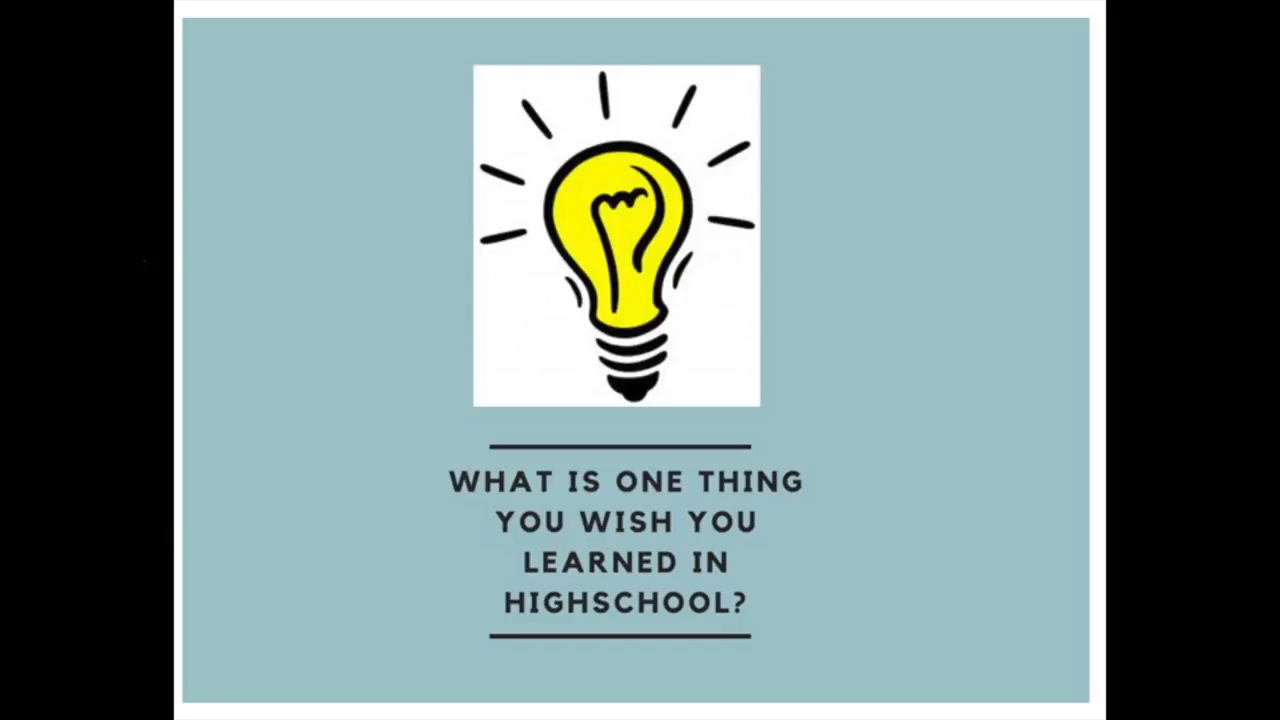 WHAT IS ONE THING
YOU WISH YOU
LEARNED IN
HIGHSCHOOL?